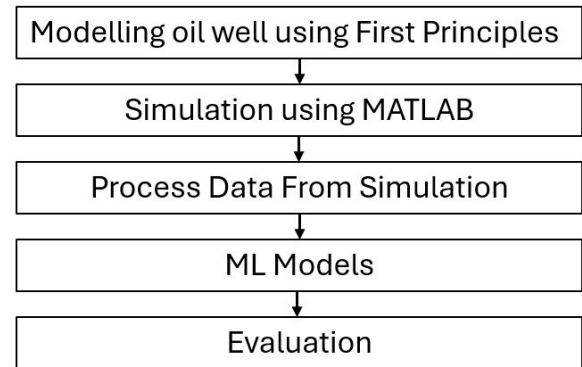 Modelling oil well using First Principles
Simulation using MATLAB
Process Data From Simulation
ML Models
Evaluation